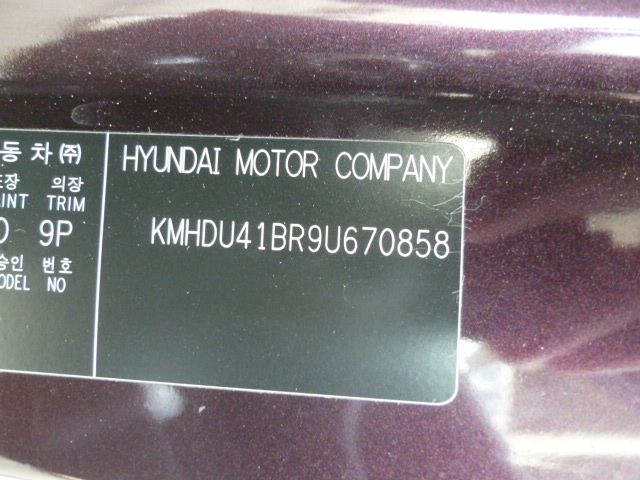 동차㈜
HYUNDAI MOTOR COMPANY
도장 의장
AINT TRIM
9P
KMHDU41BR9U670858
승인 번호
ODEL NO